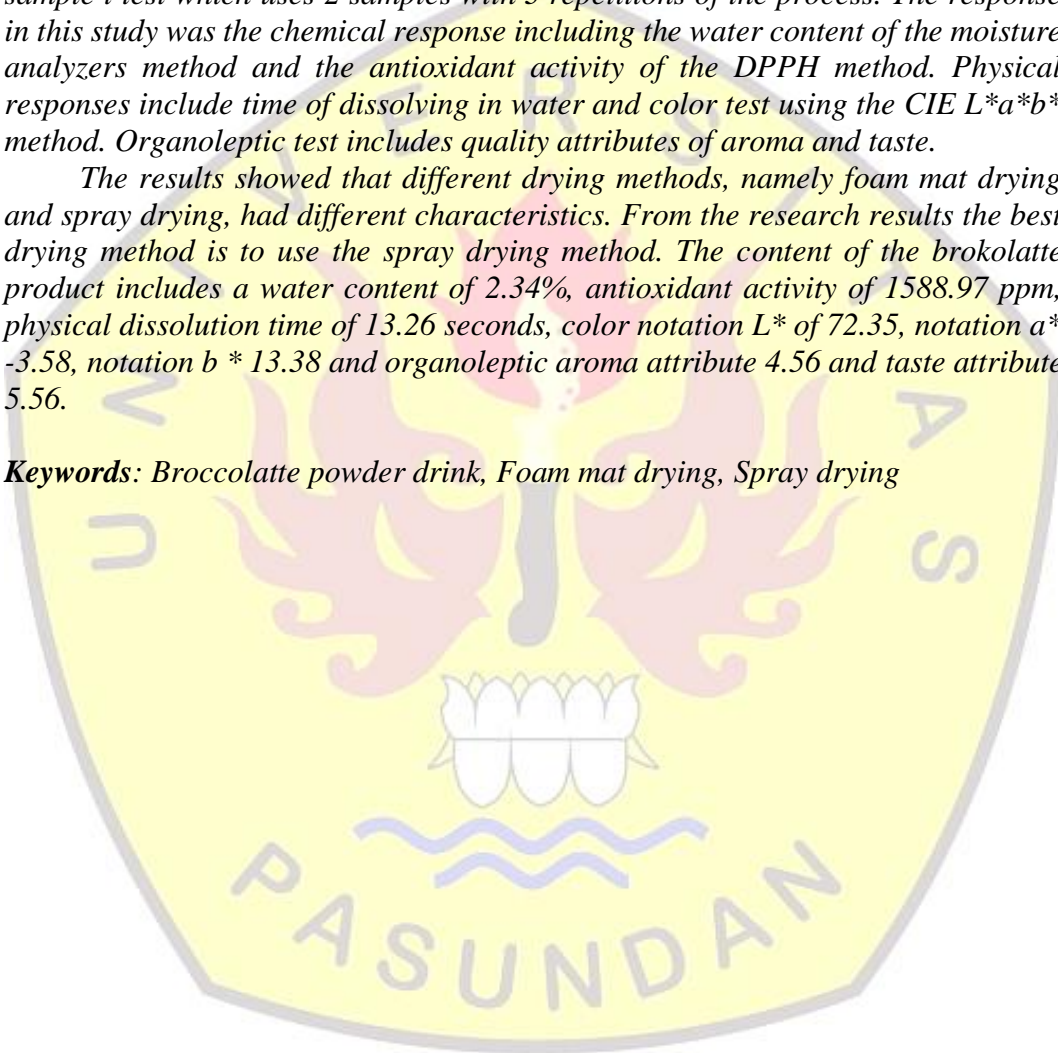 sample t-test which uses 2 samples with 5 repetitions of the process. The response
in this study was the chemical response including the water content of the moisture
analyzers method and the antioxidant activity of the DPPH method. Physical
responses include time of dissolving in water and color test using the CIE L*a*b*
method. Organoleptic test includes quality attributes of aroma and taste.
The results showed that different drying methods, namely foam mat drying
and spray drying, had different characteristics. From the research results the best
drying method is to use the spray drying method. The content of the brokolatte
product includes a water content of 2.34%, antioxidant activity of 1588.97 ppm,
physical dissolution time of 13.26 seconds, color notation L* of 72.35, notation a*
-3.58, notation b * 13.38 and organoleptic aroma attribute 4.56 and taste attribute
5.56.
Keywords: Broccolatte powder drink, Foam mat drying, Spray drying
UNIVERSITAS
PASUNDAN